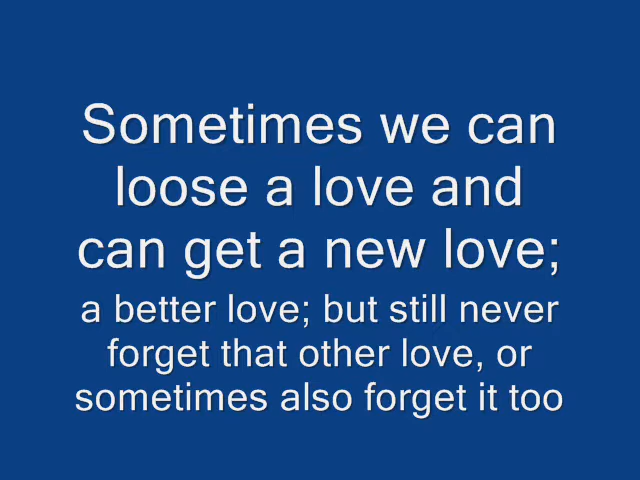 Sometimes we can
loose a love and
can get a new love;
a better love; but still never
forget that other love, or
sometimes also forget it too